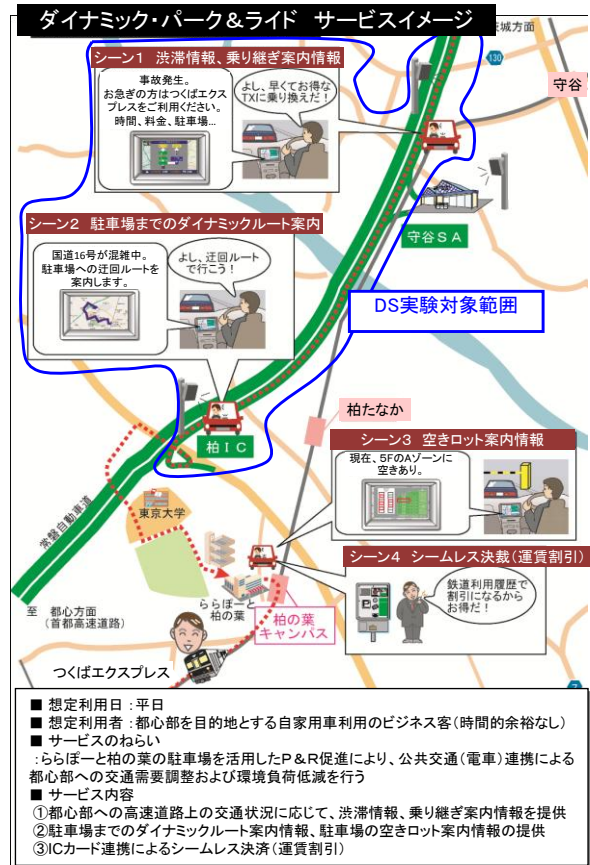 ダイナミック・パーク＆ライド　サービスイメージ
城方面
シーン１　渋滞情報、乗り継ぎ案内情報
事故発生。
お急ぎの方はつくばエクス
プレスをご利用ください。
時間、料金、駐車場...
よし、早くてお得な
TXに乗り換えだ！
130
守谷
守谷ＳＡ
シーン２　駐車場までのダイナミックルート案内
国道16号が混雑中。
駐車場への迂回ルートを
案内します。
よし、迂回ルート
で行こう！
DS実験対象範囲
柏たなか
柏ＩＣ
シーン３　空きロット案内情報
現在、5FのAゾーンに
空きあり。
常磐自動車道
東京大学
シーン４　シームレス決裁（運賃割引）
鉄道利用履歴で
割引になるから
お得だ！
ららぽーと
柏の葉
柏の葉
キャンパス
至　都心方面
（首都高速道路）
つくばエクスプレス
■ 想定利用日 ：平日
■ 想定利用者 ：都心部を目的地とする自家用車利用のビジネス客（時間的余裕なし）
■ サービスのねらい
：ららぽーと柏の葉の駐車場を活用したＰ＆Ｒ促進により、公共交通（電車）連携による
都心部への交通需要調整および環境負荷低減を行う
■ サービス内容
①都心部への高速道路上の交通状況に応じて、渋滞情報、乗り継ぎ案内情報を提供
②駐車場までのダイナミックルート案内情報、駐車場の空きロット案内情報の提供
③ICカード連携によるシームレス決済（運賃割引）